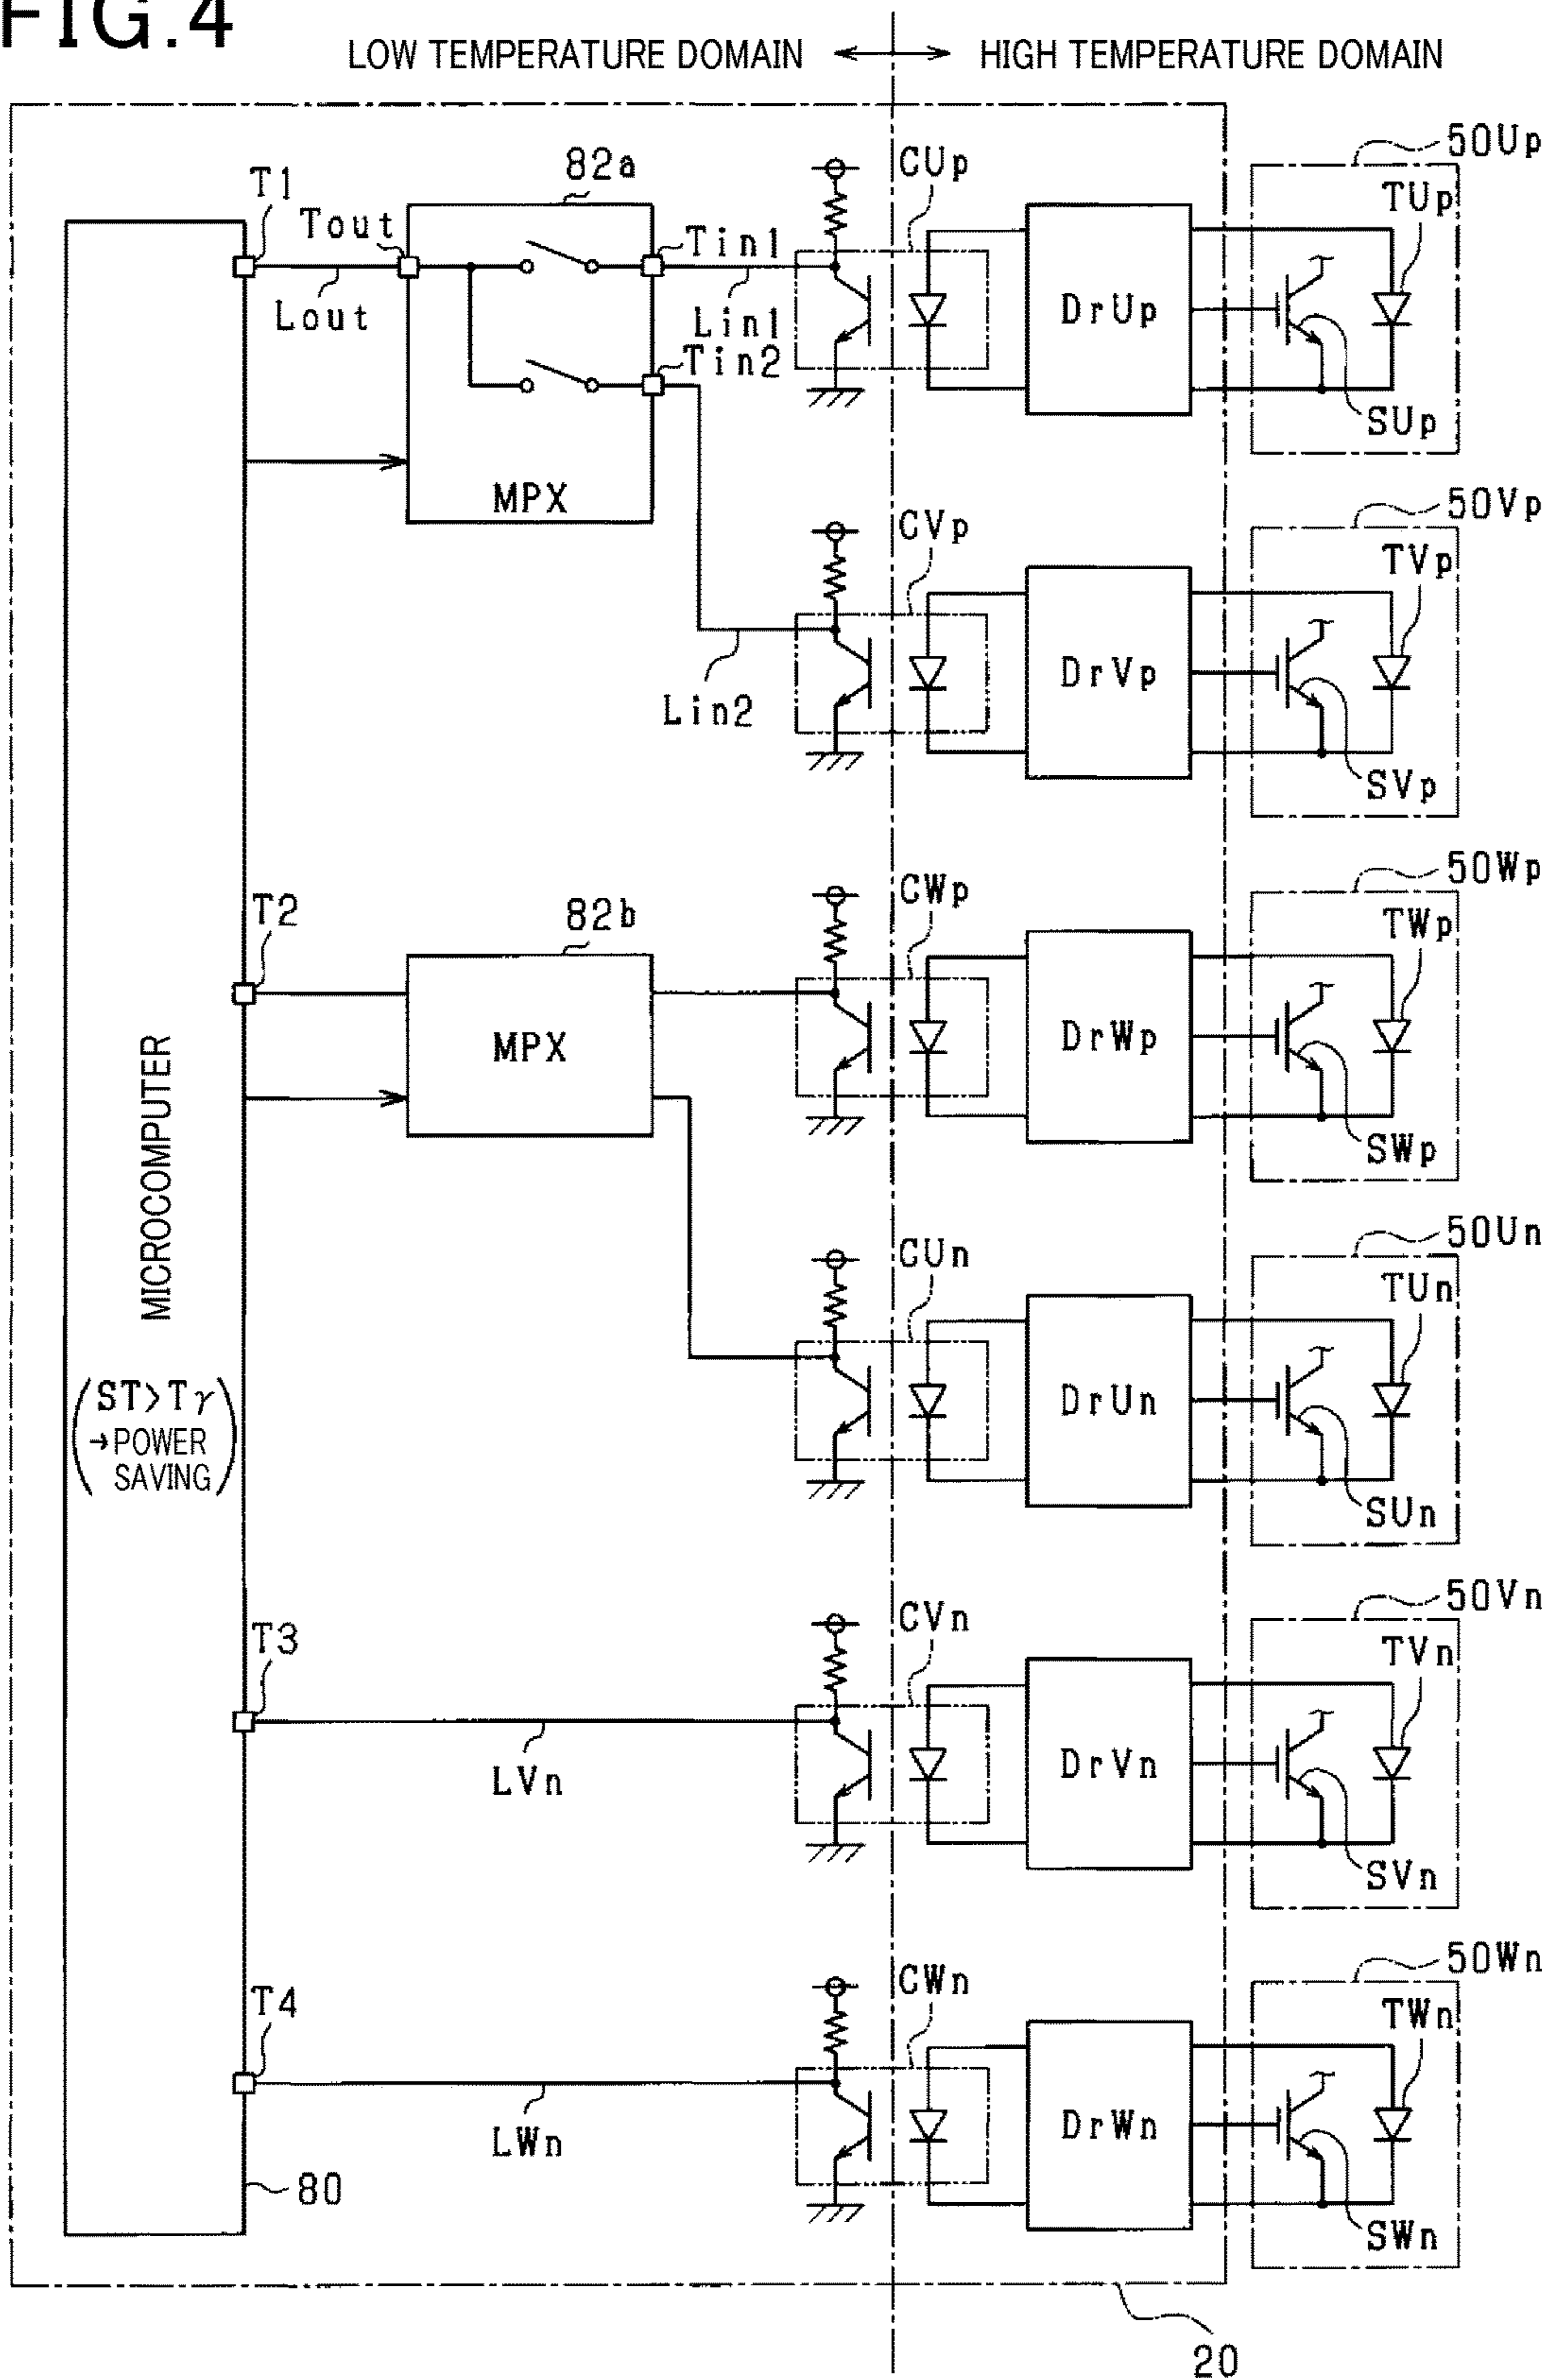 FIG.4
LOW TEMPERATURE DOMAIN
HIGH TEMPERATURE DOMAIN
50Up
T1
82a
CUp
TUp
Tout
Tin1
DrUp
Lout
Lin1
Tin2
SUp
MPX
50Vp
CVp
TVp
DrVp
Lin2
SVp
50Wp
T2
82b
CWp
TWp
MPX
DrWp
SWp
MICROCOMPUTER
50Un
CUn
TUn
(ST>Tγ
→POWER
SAVING)
DrUn
SUn
50Vn
T3
CVn
TVn
DrVn
LVn
SVn
50Wn
T4
CWn
TWn
DrWn
LWn
80
SWn
20